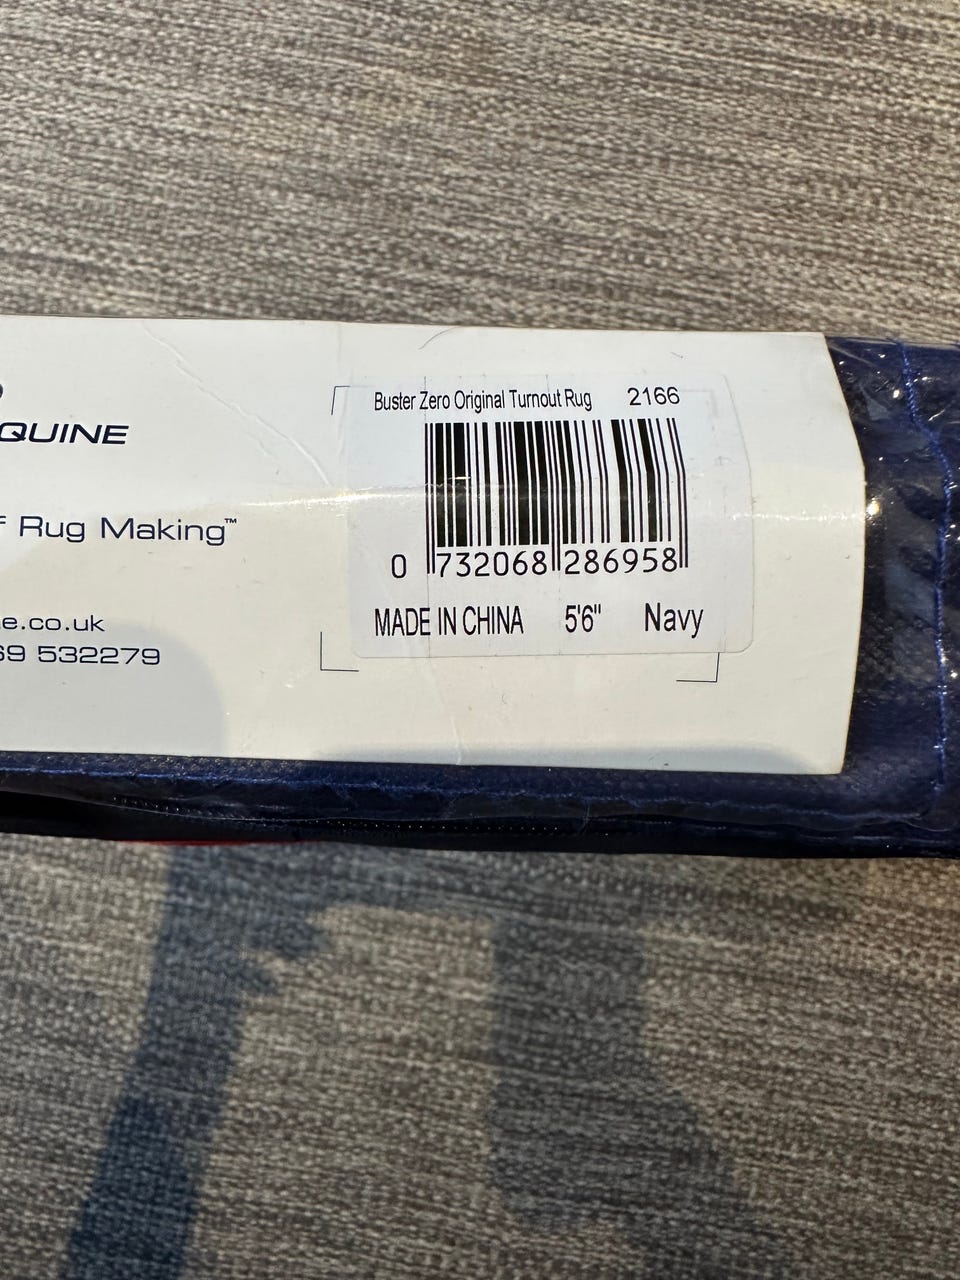 QUINE
Rug Making™
.co.uk
532279
Buster Zero Original Turnout Rug 2166
0 732068 286958
MADE IN CHINA 5'6" Navy